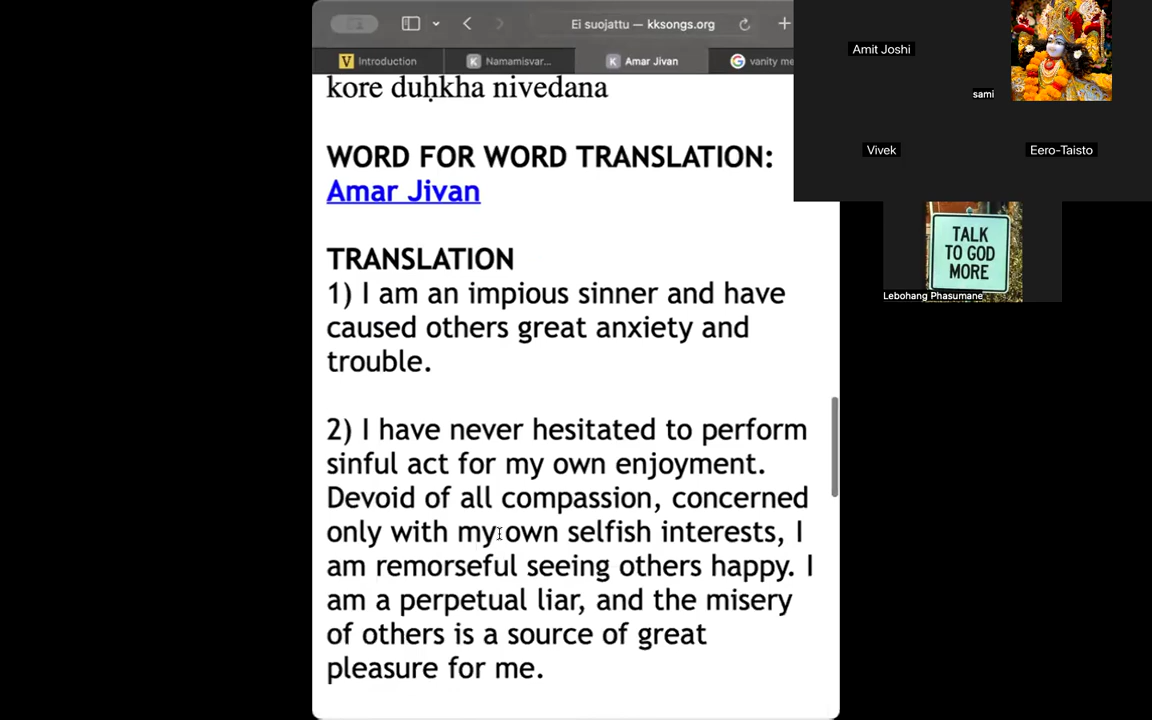 Ei suojattu — kksongs.org
Introduction
Namamisvar...
Amar Jivan
vanity me
kore duḥkha nivedana
WORD FOR WORD TRANSLATION:
Amar Jivan
TRANSLATION
1) I am an impious sinner and have
caused others great anxiety and
trouble.
2) I have never hesitated to perform
sinful act for my own enjoyment.
Devoid of all compassion, concerned
only with my own selfish interests, I
am remorseful seeing others happy. I
am a perpetual liar, and the misery
of others is a source of great
pleasure for me.
Amit Joshi
sami
Vivek
Eero-Taisto
TALK
TO GOD
MORE
Lebohang Phasumane